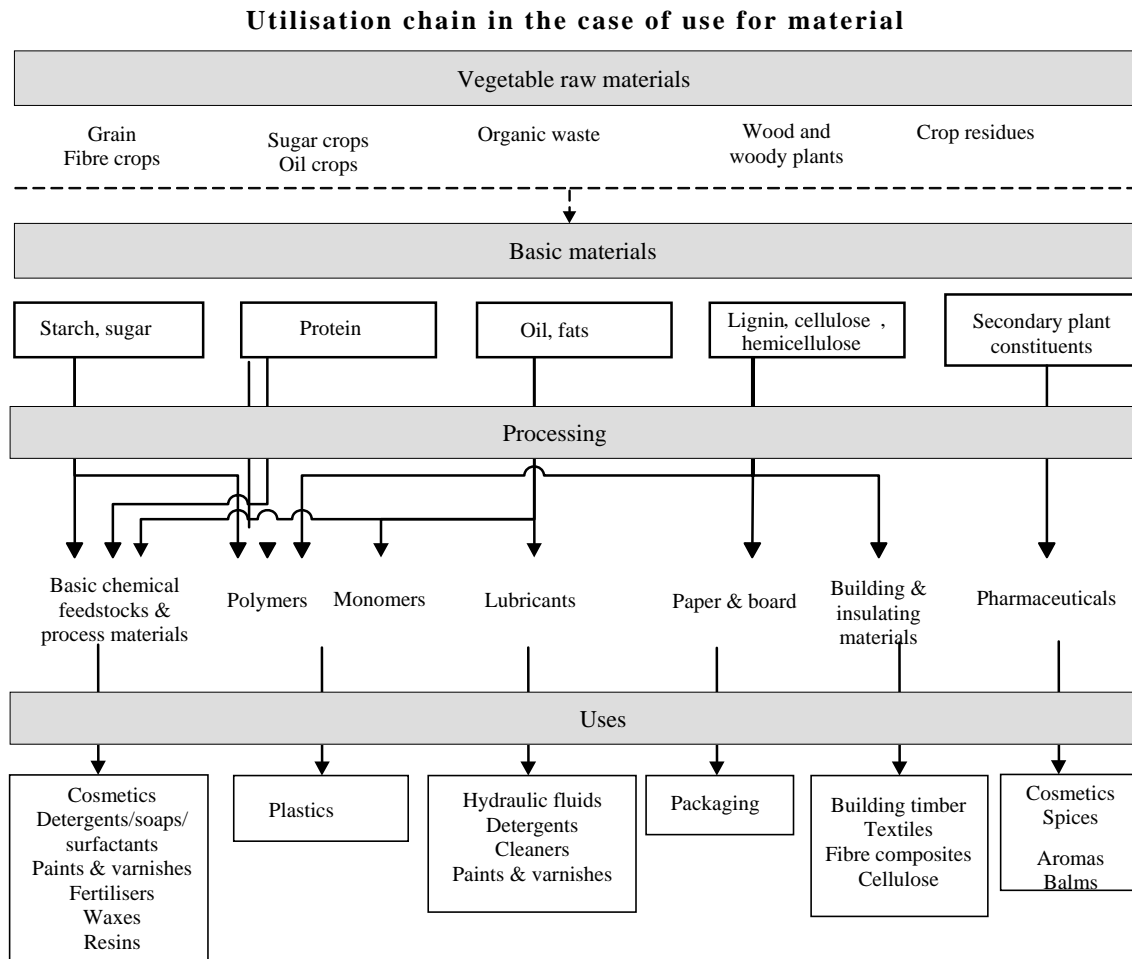 Utilisation chain in the case of use for material
Vegetable raw materials
Grain
Fibre crops
Sugar crops
Oil crops
Organic waste
Wood and
woody plants
Crop residues
Basic materials
Starch, sugar
Protein
Oil, fats
Lignin, cellulose ,
hemicellulose
Secondary plant
constituents
Processing
Basic chemical
feedstocks &
process materials
Polymers
Monomers
Lubricants
Paper & board
Building &
insulating
materials
Pharmaceuticals
Uses
Cosmetics
Detergents/soaps/
surfactants
Paints & varnishes
Fertilisers
Waxes
Resins
Plastics
Hydraulic fluids
Detergents
Cleaners
Paints & varnishes
Packaging
Building timber
Textiles
Fibre composites
Cellulose
Cosmetics
Spices
Aromas
Balms